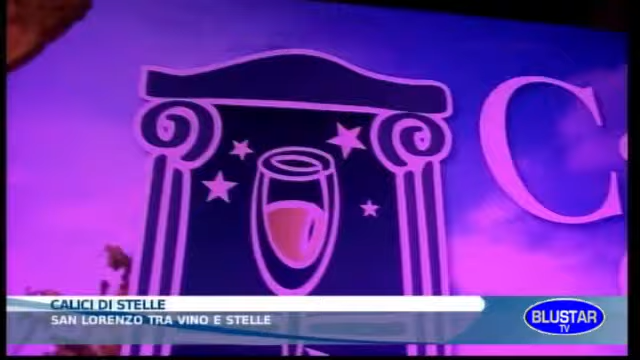 C
CALICI DI STELLE
SAN LORENZO TRA VINO E STELLE
BLUSTAR
TV